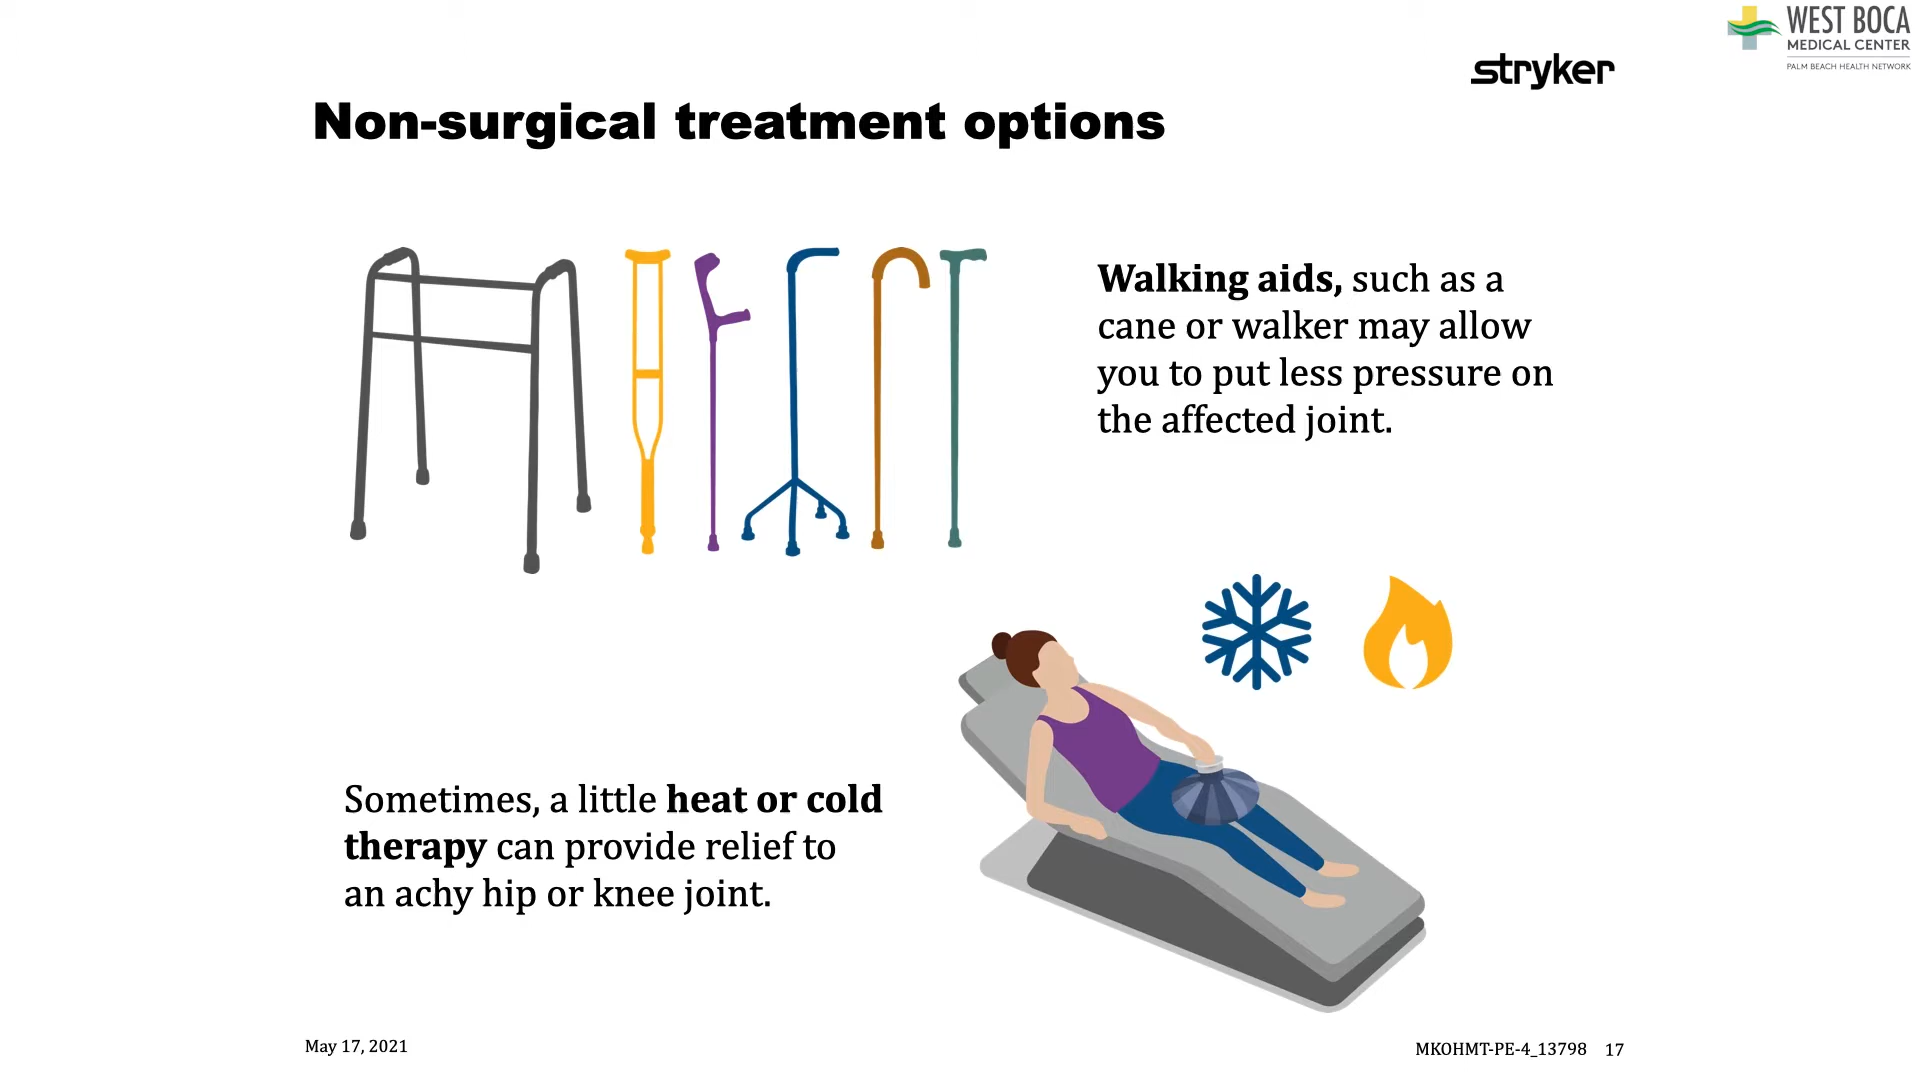 WEST BOCA
MEDICAL CENTER
PALM BEACH HEALTH NETWORK
stryker
Non-surgical treatment options
Walking aids, such as a
cane or walker may allow
you to put less pressure on
the affected joint.
Sometimes, a little heat or cold
therapy can provide relief to
an achy hip or knee joint.
May 17, 2021
MKOHMT-PE-4_13798 17